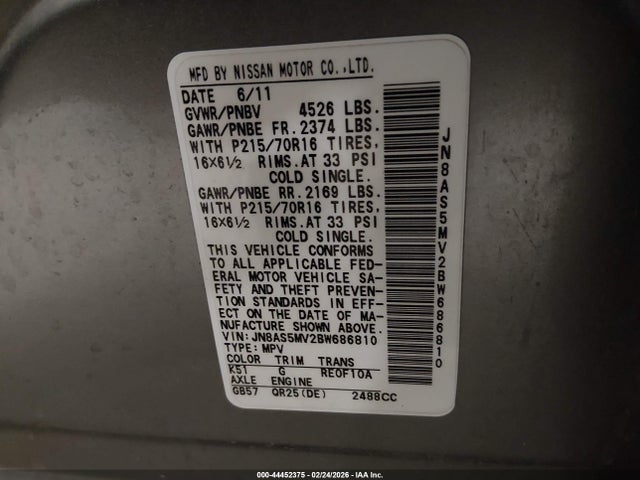 MFD BY NISSAN MOTOR CO.,LTD.
DATE 6/11
GVWR/PNBV 4526 LBS.
GAWR/PNBE FR. 2374 LBS.
WITH P215/70R16 TIRES,
16X6½ RIMS. AT 33 PSI
COLD SINGLE.
GAWR/PNBE RR. 2169 LBS.
WITH P215/70R16 TIRES,
16X6½ RIMS. AT 33 PSI
COLD SINGLE.
THIS VEHICLE CONFORMS
TO ALL APPLICABLE FED-
ERAL MOTOR VEHICLE SA-
FETY AND THEFT PREVEN-
TION STANDARDS IN EFF-
ECT ON THE DATE OF MA-
NUFACTURE SHOWN ABOVE.
VIN: JN8AS5MV2BW686810
TYPE: MPV
COLOR TRIM TRANS
K51 G RE0F10A
AXLE ENGINE
GB57 QR25(DE) 2488CC
JN8AS5MV2BW686810
000-44452375 - 02/24/2026 - IAA Inc.